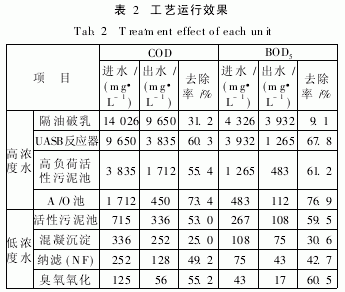 表 2 工艺运行效果
Tab. 2 Treatment effect of each unit
项 目 COD BOD5
进水/(mg•L-1) 出水/(mg•L-1) 去除率/% 进水/(mg•L-1) 出水/(mg•L-1) 去除率/%
高浓度水 隔油破乳 14 026 9 650 31. 2 4 326 3 932 9. 1
UASB反应器 9 650 3 835 60. 3 3 932 1 265 67. 8
高负荷活性污泥池 3 835 1 712 55. 4 1 265 483 61. 2
A /O池 1 712 450 73. 4 483 112 76. 9
低浓度水 活性污泥池 715 336 53. 0 267 108 59. 5
混凝沉淀 336 252 25. 0 108 75 30. 6
纳滤 (NF) 252 128 49. 2 75 43 42. 7
臭氧氧化 125 56 55. 2 43 17 60. 5